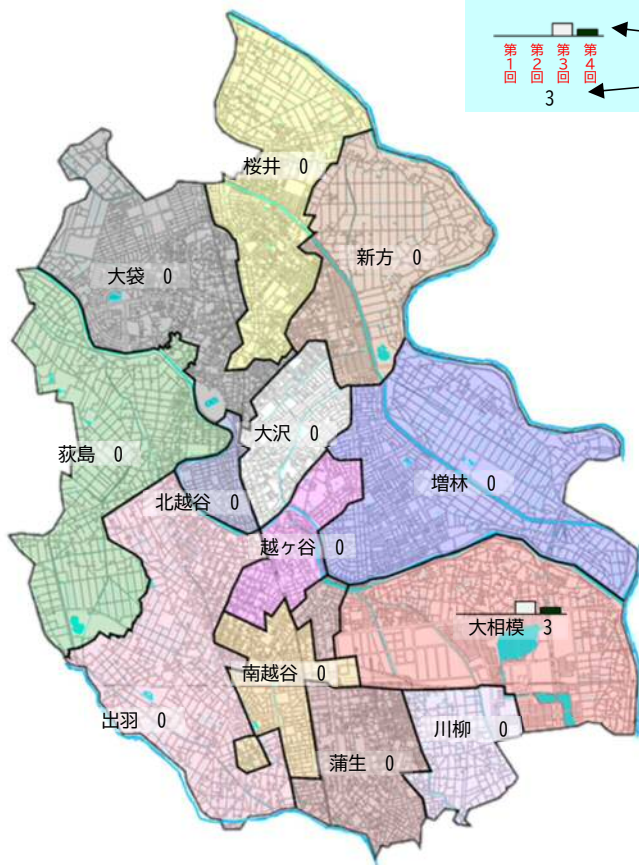 第1回 第2回 第3回 第4回
3
桜井 0
新方 0
大袋 0
大沢 0
荻島 0
増林 0
北越谷 0
越ヶ谷 0
大相模 3
南越谷 0
出羽 0
川柳 0
蒲生 0